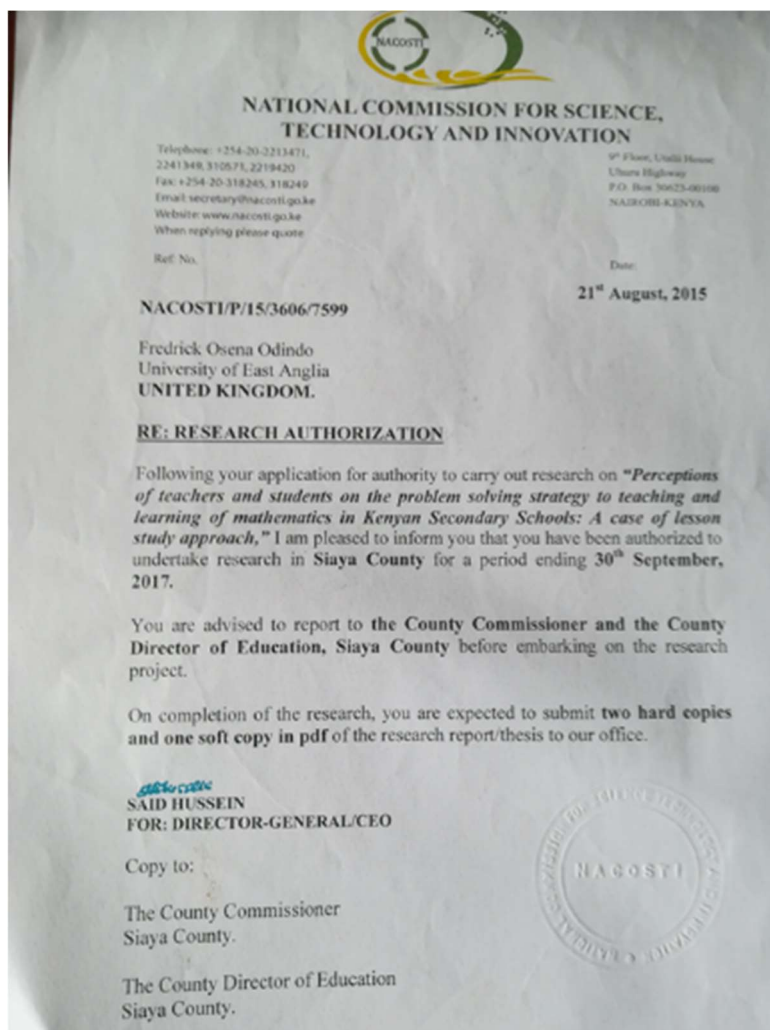 NACOSTI
NATIONAL COMMISSION FOR SCIENCE,
TECHNOLOGY AND INNOVATION
Telephone: +254-20-2213471,
2241349, 310571, 2219420
Fax: +254-20-318245, 318249
Email: secretary@nacosti.go.ke
Website: www.nacosti.go.ke
When replying please quote
9th Floor, Utalii House
Uhuru Highway
P.O. Box 30623-00100
NAIROBI-KENYA
Ref: No.
Date:
NACOSTI/P/15/3606/7599
21st August, 2015
Fredrick Osena Odindo
University of East Anglia
UNITED KINGDOM.
RE: RESEARCH AUTHORIZATION
Following your application for authority to carry out research on "Perceptions
of teachers and students on the problem solving strategy to teaching and
learning of mathematics in Kenyan Secondary Schools: A case of lesson
study approach," I am pleased to inform you that you have been authorized to
undertake research in Siaya County for a period ending 30th September,
2017.
You are advised to report to the County Commissioner and the County
Director of Education, Siaya County before embarking on the research
project.
On completion of the research, you are expected to submit two hard copies
and one soft copy in pdf of the research report/thesis to our office.
SAID HUSSEIN
FOR: DIRECTOR-GENERAL/CEO
NACOSTI
Copy to:
The County Commissioner
Siaya County.
The County Director of Education
Siaya County.